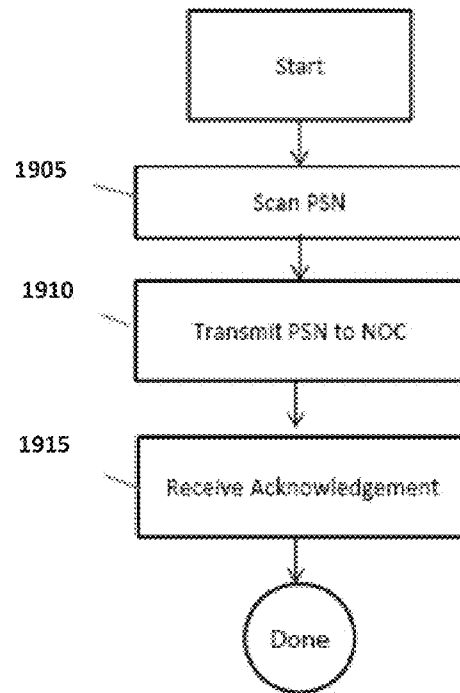 Start
1905
Scan PSN
1910
Transmit PSN to NOC
1915
Receive Acknowledgement
Done